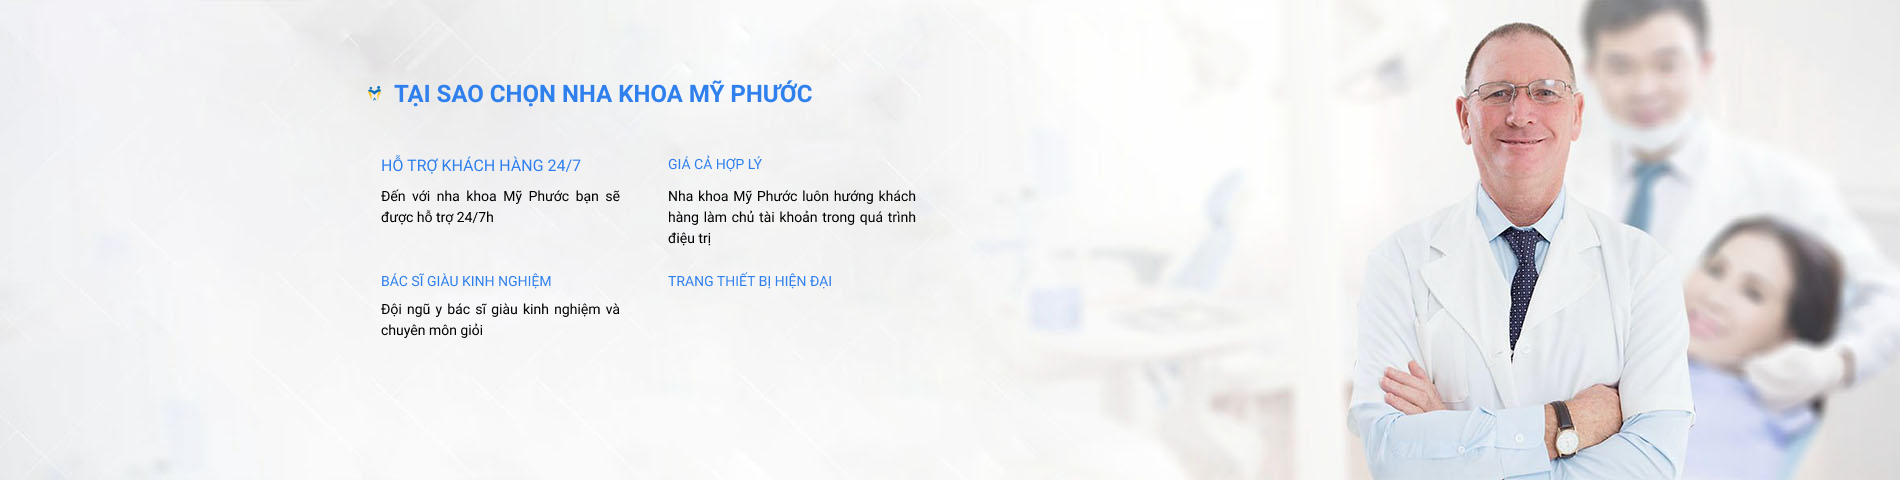 TẠI SAO CHỌN NHA KHOA MỸ PHƯỚC
HỖ TRỢ KHÁCH HÀNG 24/7
Đến với nha khoa Mỹ Phước bạn sẽ
được hỗ trợ 24/7h
GIÁ CẢ HỢP LÝ
Nha khoa Mỹ Phước luôn hướng khách
hàng làm chủ tài khoản trong quá trình
điệu trị
BÁC SĨ GIÀU KINH NGHIỆM
Đội ngũ y bác sĩ giàu kinh nghiệm và
chuyên môn giỏi
TRANG THIẾT BỊ HIỆN ĐẠI